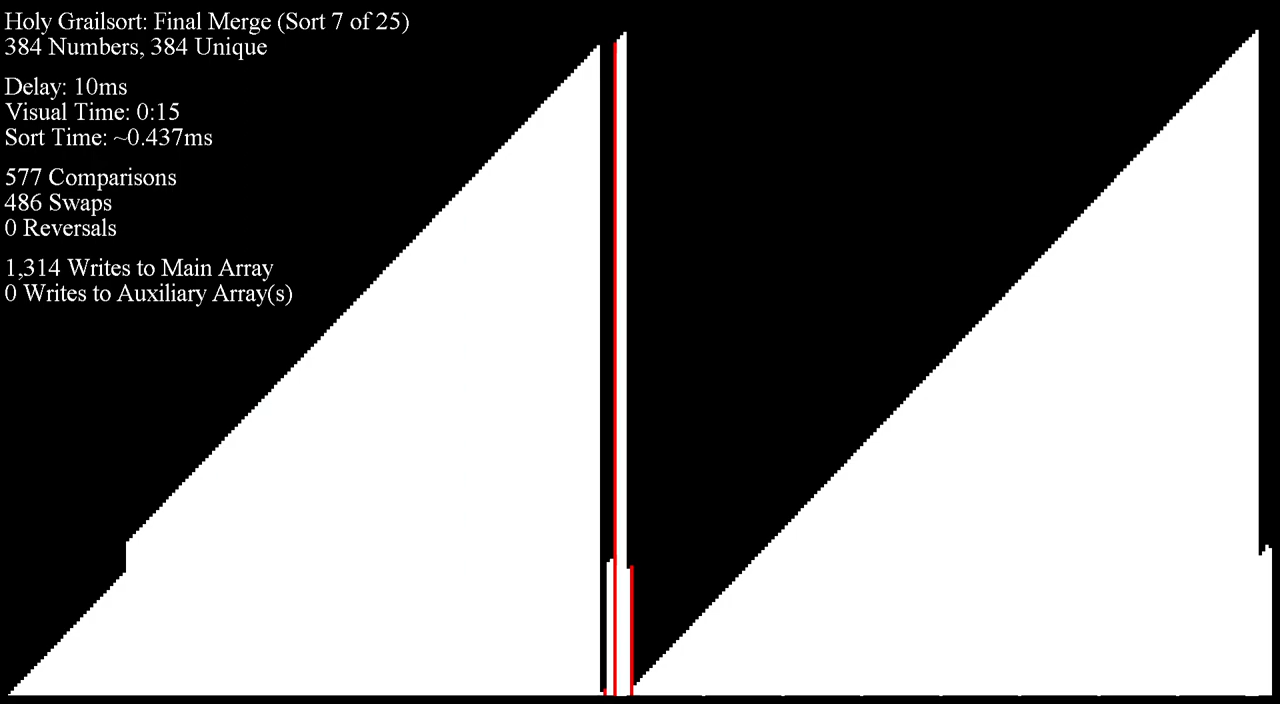 Holy Grailsort: Final Merge (Sort 7 of 25)
384 Numbers, 384 Unique
Delay: 10ms
Visual Time: 0:15
Sort Time: ~0.437ms
577 Comparisons
486 Swaps
0 Reversals
1,314 Writes to Main Array
0 Writes to Auxiliary Array(s)